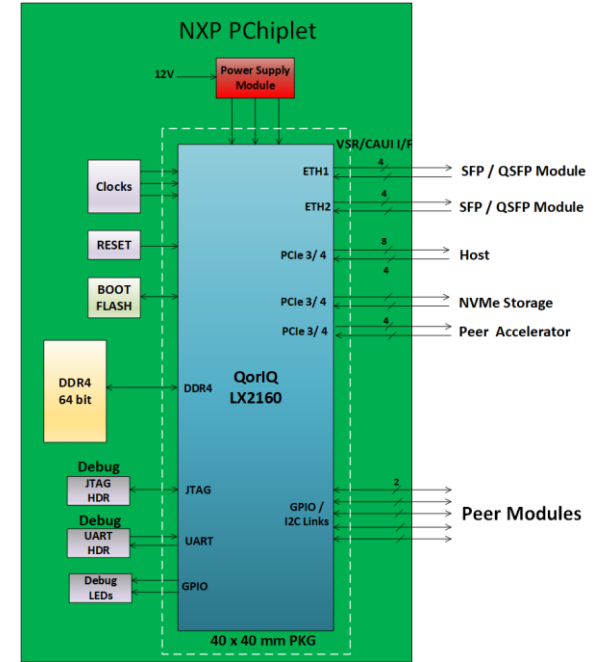 NXP PChiplet
Power Supply
Module
12V
VSR/CAUI I/F
Clocks
ETH1
4
SFP / QSFP Module
ETH2
4
SFP / QSFP Module
RESET
PCIe 3/ 4
8
Host
4
BOOT
FLASH
PCIe 3/ 4
NVMe Storage
PCIe 3/ 4
4
Peer Accelerator
QorIQ
LX2160
DDR4
64 bit
DDR4
Debug
JTAG
HDR
JTAG
2
GPIO /
I2C Links
Peer Modules
Debug
UART
HDR
UART
Debug
LEDs
GPIO
40 x 40 mm PKG